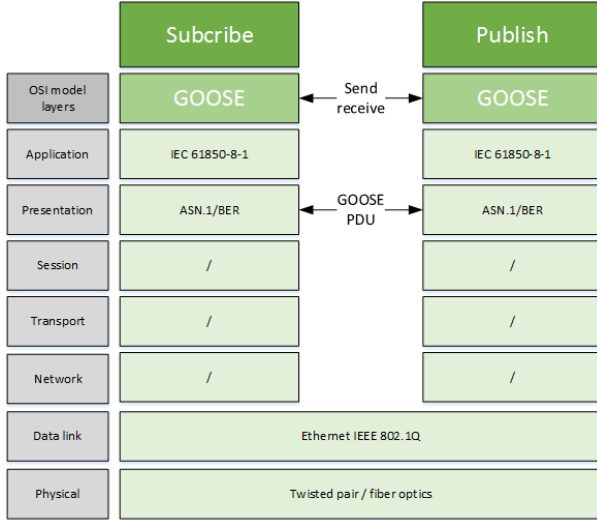 Subcribe
Publish
OSI model
layers
GOOSE
Send
receive
GOOSE
Application
IEC 61850-8-1
IEC 61850-8-1
Presentation
ASN.1/BER
GOOSE
PDU
ASN.1/BER
Session
/
/
Transport
/
/
Network
/
/
Data link
Ethernet IEEE 802.1Q
Physical
Twisted pair / fiber optics